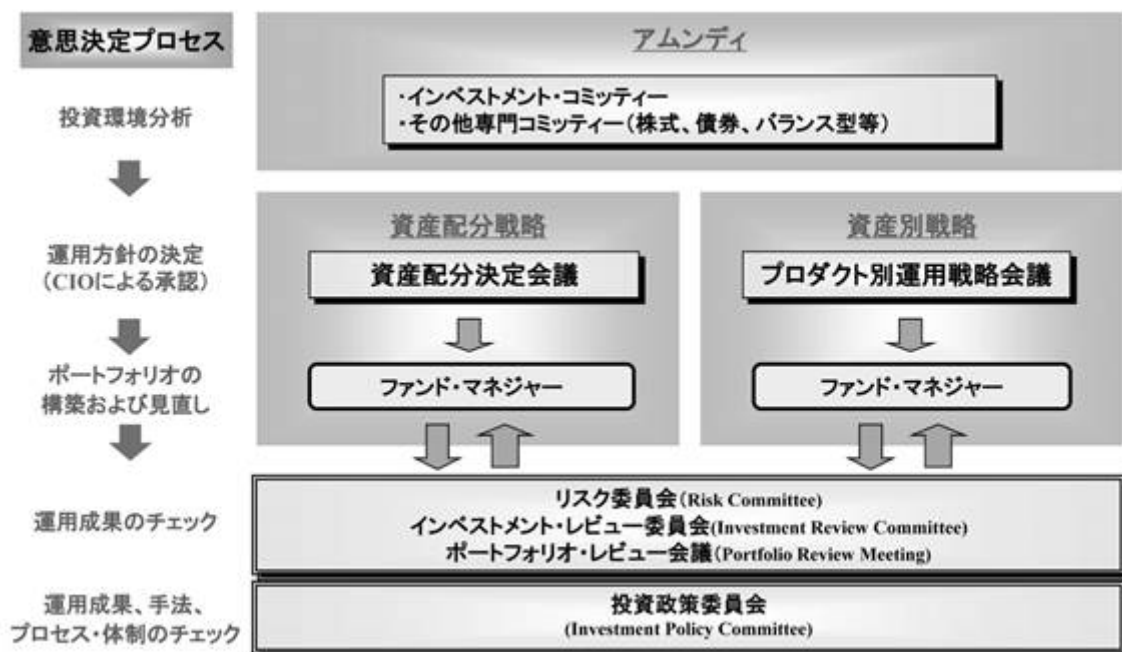 意思決定プロセス
アムンディ
・インベストメント・コミッティー
・その他専門コミッティー（株式、債券、バランス型等）
投資環境分析
資産配分戦略
資産別戦略
運用方針の決定
（CIOによる承認）
資産配分決定会議
プロダクト別運用戦略会議
ポートフォリオの
構築および見直し
ファンド・マネジャー
ファンド・マネジャー
運用成果のチェック
リスク委員会（Risk Committee）
インベストメント・レビュー委員会(Investment Review Committee)
ポートフォリオ・レビュー会議（Portfolio Review Meeting)
運用成果、手法、
プロセス・体制のチェック
投資政策委員会
(Investment Policy Committee)